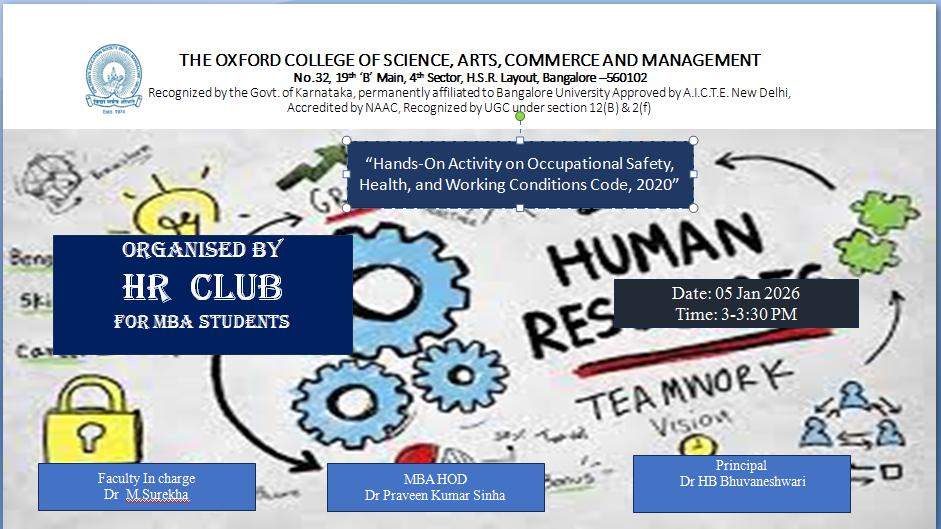 THE OXFORD COLLEGE OF SCIENCE, ARTS, COMMERCE AND MANAGEMENT
No.32, 19th ‘B’ Main, 4th Sector, H.S.R. Layout, Bangalore –560102
Recognized by the Govt. of Karnataka, permanently affiliated to Bangalore University Approved by A.I.C.T.E. New Delhi,
Accredited by NAAC, Recognized by UGC under section 12(B) & 2(f)
“Hands-On Activity on Occupational Safety,
Health, and Working Conditions Code, 2020”
ORGANISED BY
HR CLUB
FOR MBA STUDENTS
HUMAN
Date: 05 Jan 2026
Time: 3-3:30 PM
TEAMWORK
Vision
Bonus
Faculty In charge
Dr M.Surekha
MBA HOD
Dr Praveen Kumar Sinha
Principal
Dr HB Bhuvaneshwari